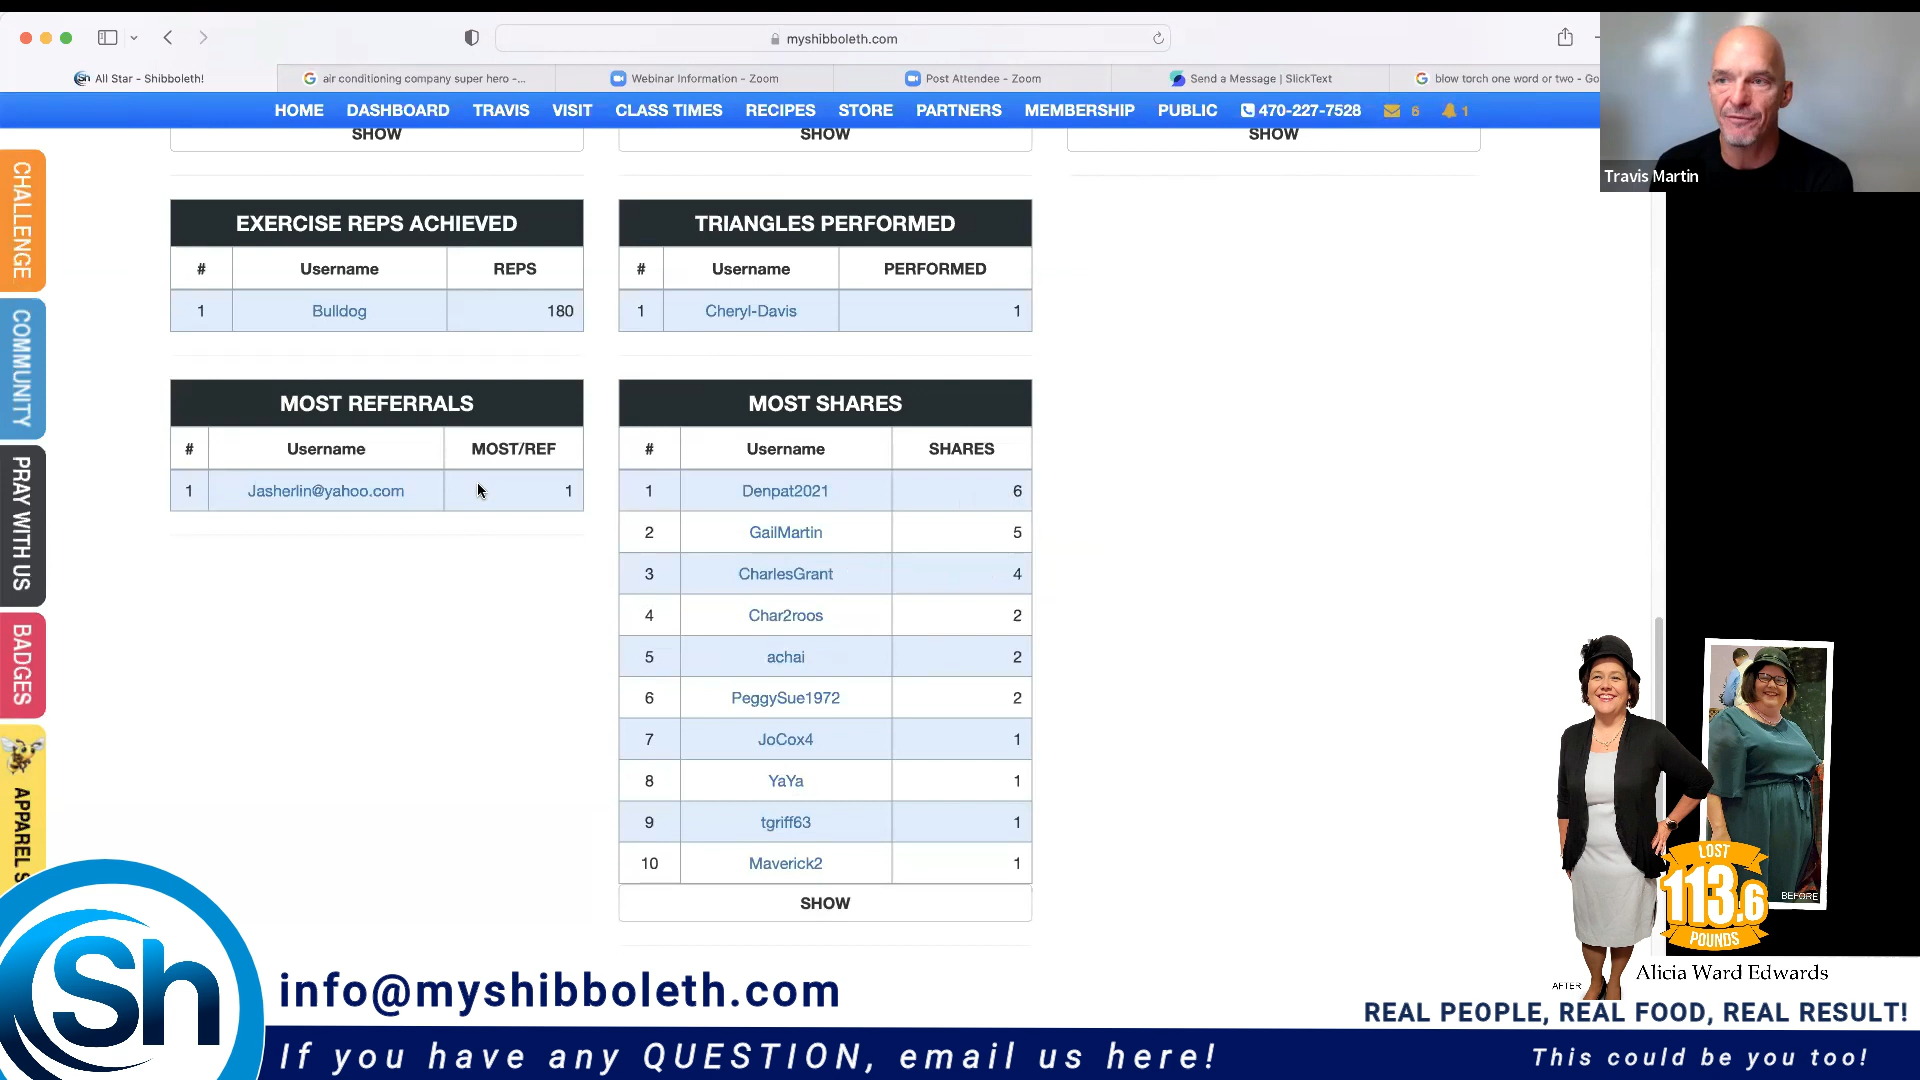 myshibboleth.com
All Star - Shibboleth!
air conditioning company super hero -...
Webinar Information - Zoom
Post Attendee - Zoom
Send a Message | SlickText
blow torch one word or two - Go
HOME DASHBOARD TRAVIS VISIT CLASS TIMES RECIPES STORE PARTNERS MEMBERSHIP PUBLIC 470-227-7528 6 1
Travis Martin
SHOW
SHOW
CHALLENGE
COMMUNITY
PRAY WITH US
BADGES
APPAREL S
EXERCISE REPS ACHIEVED
# Username REPS
1 Bulldog 180
TRIANGLES PERFORMED
# Username PERFORMED
1 Cheryl-Davis 1
SHOW
MOST REFERRALS
# Username MOST/REF
1 Jasherlin@yahoo.com 1
MOST SHARES
# Username SHARES
1 Denpat2021 6
2 GailMartin 5
3 CharlesGrant 4
4 Char2roos 2
5 achai 2
6 PeggySue1972 2
7 JoCox4 1
8 YaYa 1
9 tgriff63 1
10 Maverick2 1
SHOW
LOST
113.6
POUNDS
BEFORE
AFTER
Alicia Ward Edwards
Sh
info@myshibboleth.com
REAL PEOPLE, REAL FOOD, REAL RESULT!
If you have any QUESTION, email us here!
This could be you too!